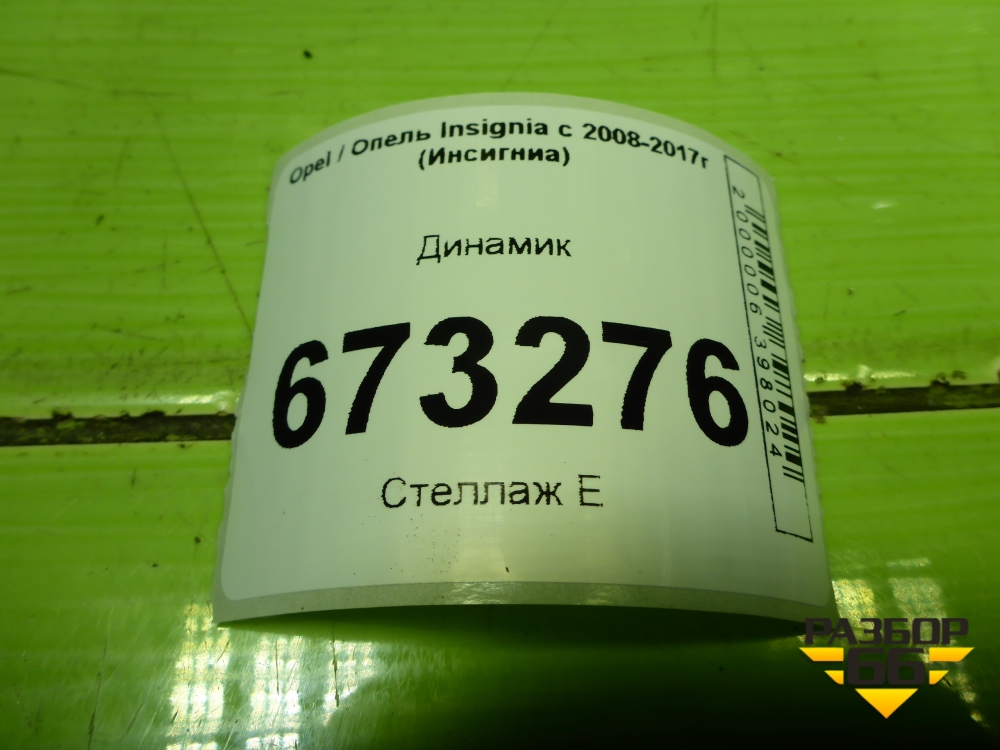 Opel / Опель Insignia с 2008-2017г
(Инсигниа)
Динамик
673276
Стеллаж Е
2000006398024
РАЗБОР
66